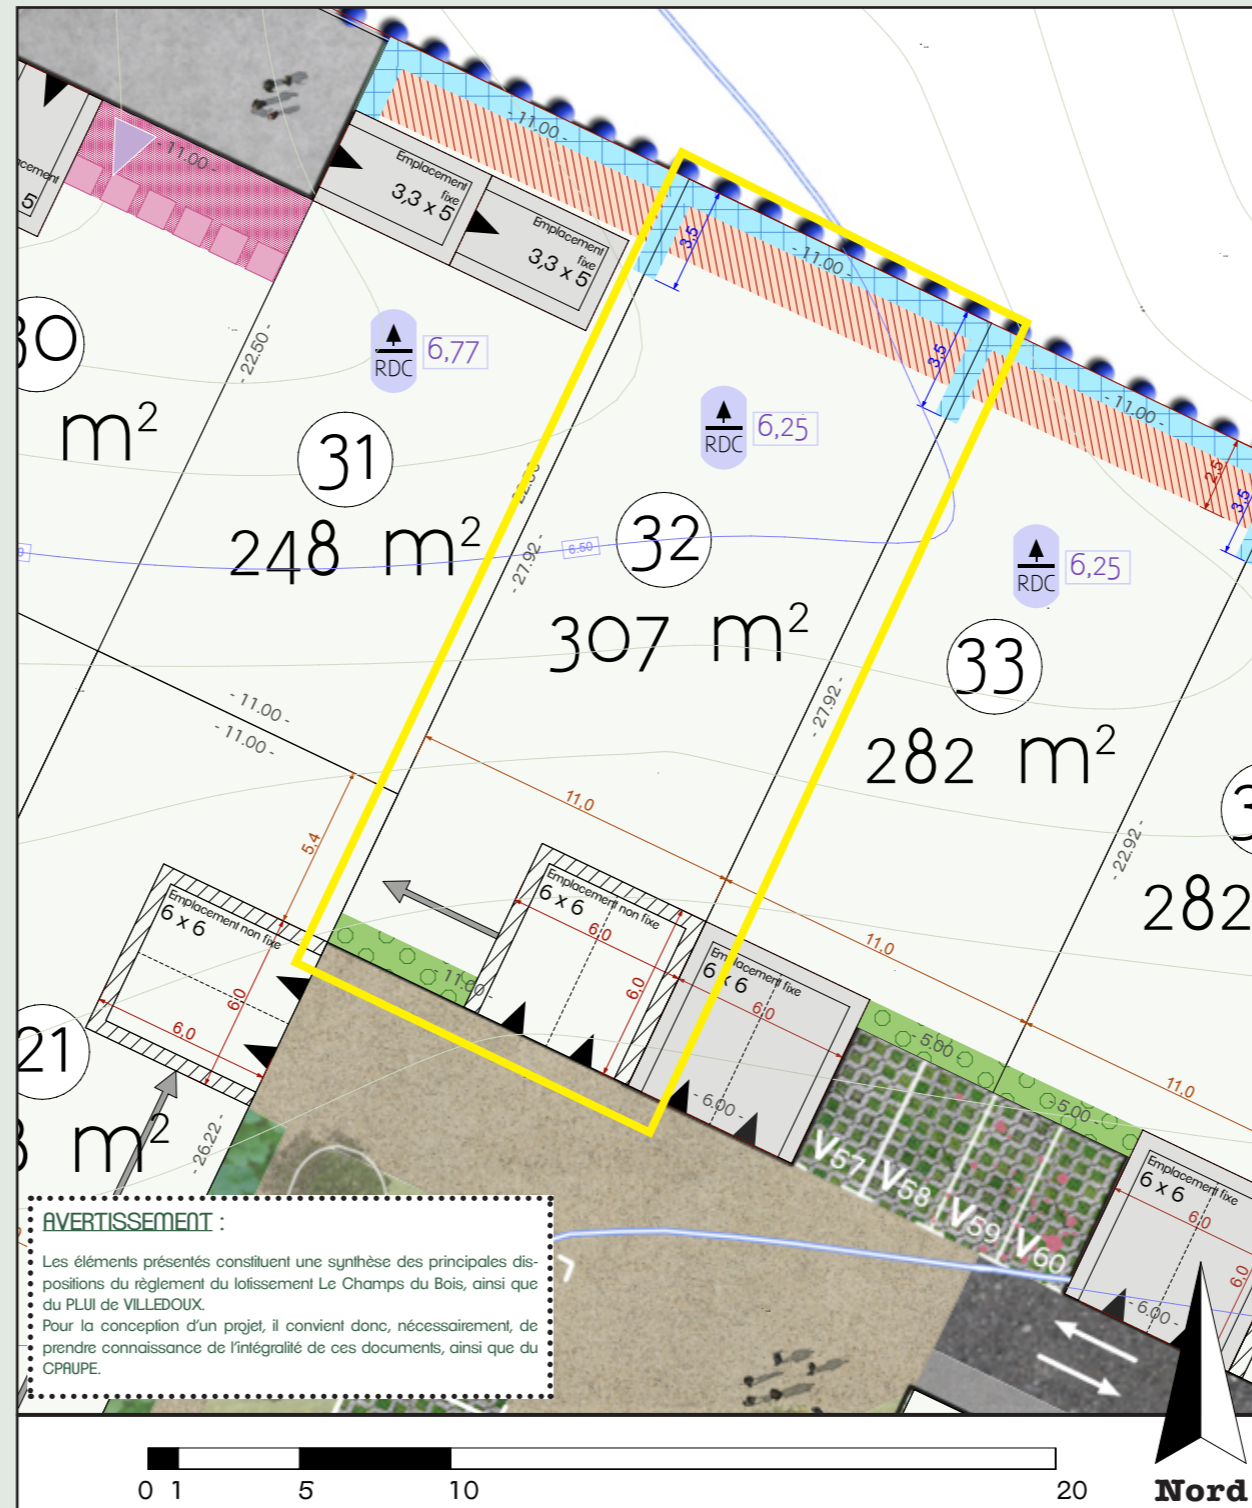 - 11.00 -
- 11.00 -
Emplacement
fixe
3,3 x 5
Emplacement
fixe
3,3 x 5
5
3,5
- 11.00 -
3,5
- 11.00 -
2,5
3,5
30
m²
- 22.50 -
RDC
6,77
31
248 m²
RDC
6,25
32
307 m²
6.50
- 27.92 -
RDC
6,25
33
282 m²
- 27.92 -
- 22.92 -
282
- 11.00 -
- 11.00 -
5,4
11,0
11,0
11,0
Emplacement non fixe
6 x 6
6,0
6,0
Emplacement non fixe
6 x 6
6,0
6,0
- 11.00 -
Emplacement fixe
6 x 6
6,0
- 6.00 -
- 5.00 -
- 5.00 -
V57
V58
V59
V60
Emplacement fixe
6 x 6
6,0
6,0
- 6.00 -
21
m²
- 26.22 -
AVERTISSEMENT :
Les éléments présentés constituent une synthèse des principales dis-
positions du règlement du lotissement Le Champs du Bois, ainsi que
du PLUI de VILLEDOUX.
Pour la conception d'un projet, il convient donc, nécessairement, de
prendre connaissance de l'intégralité de ces documents, ainsi que du
CPAUPE.
0 1 5 10 20
Nord